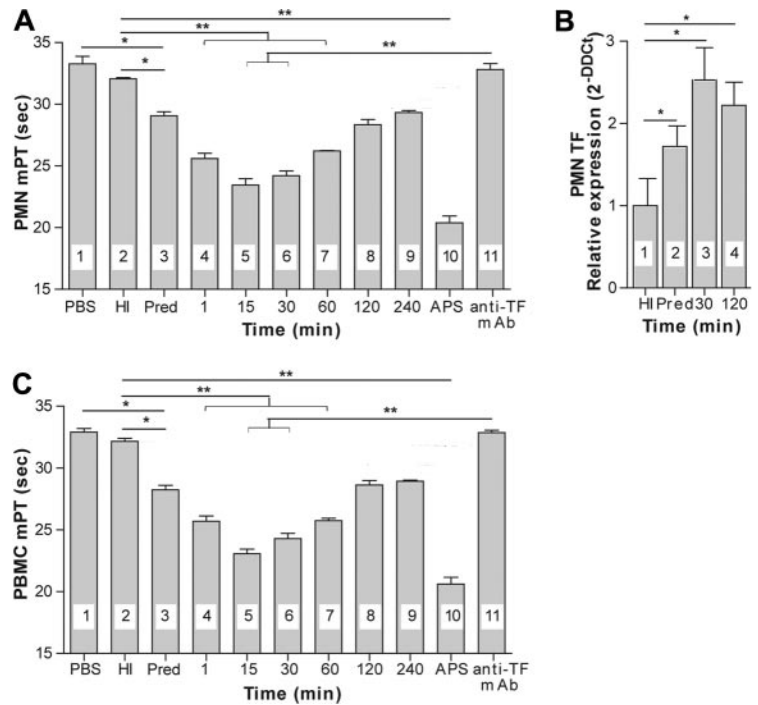 A
**
**
*
**
*
PMN mPT (sec)
35
30
25
20
15
1 2 3 4 5 6 7 8 9 10 11
PBS HI Pred 1 15 30 60 120 240 APS anti-TF
mAb
Time (min)
B
*
*
*
PMN TF
Relative expression (2-DDCt)
3
2
1
0
1 2 3 4
HI Pred 30 120
Time (min)
C
**
**
*
**
*
PBMC mPT (sec)
35
30
25
20
15
1 2 3 4 5 6 7 8 9 10 11
PBS HI Pred 1 15 30 60 120 240 APS anti-TF
mAb
Time (min)